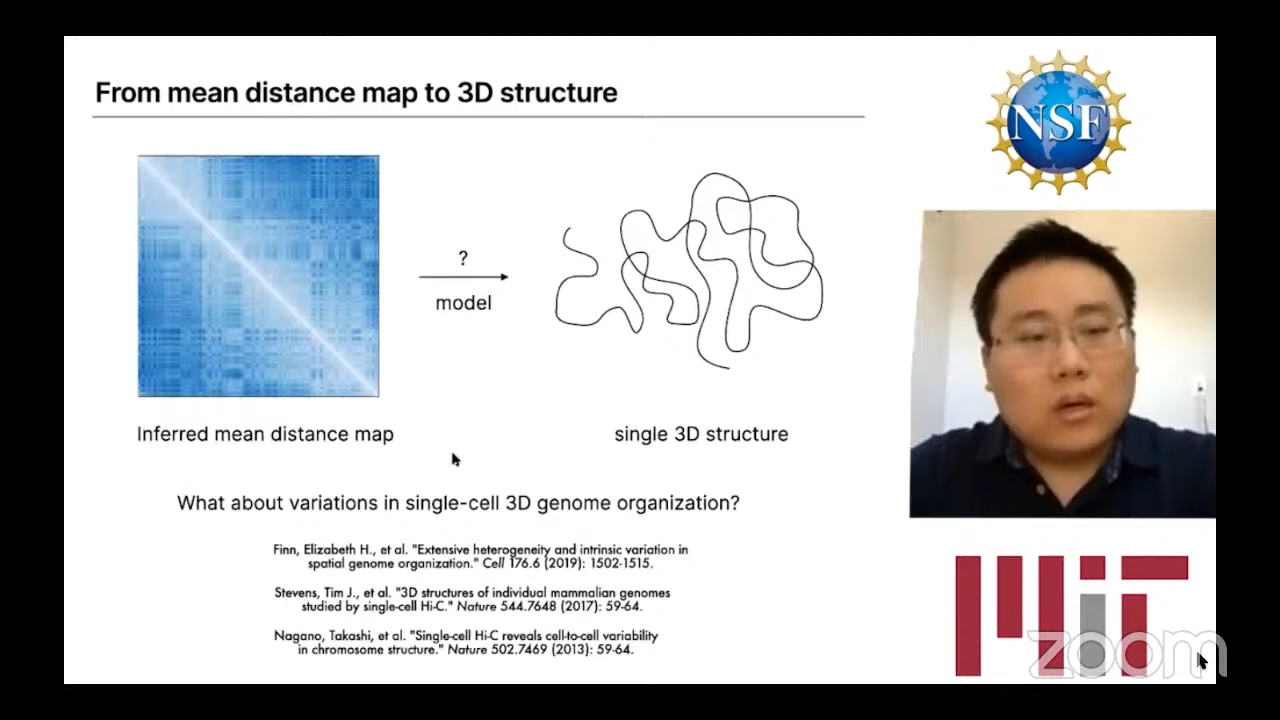 From mean distance map to 3D structure
NSF
?
model
Inferred mean distance map
single 3D structure
What about variations in single-cell 3D genome organization?
Finn, Elizabeth H., et al. "Extensive heterogeneity and intrinsic variation in
spatial genome organization." Cell 176.6 (2019): 1502-1515.
Stevens, Tim J., et al. "3D structures of individual mammalian genomes
studied by single-cell Hi-C." Nature 544.7648 (2017): 59-64.
Nagano, Takashi, et al. "Single-cell Hi-C reveals cell-to-cell variability
in chromosome structure." Nature 502.7469 (2013): 59-64.
MIT
zoom